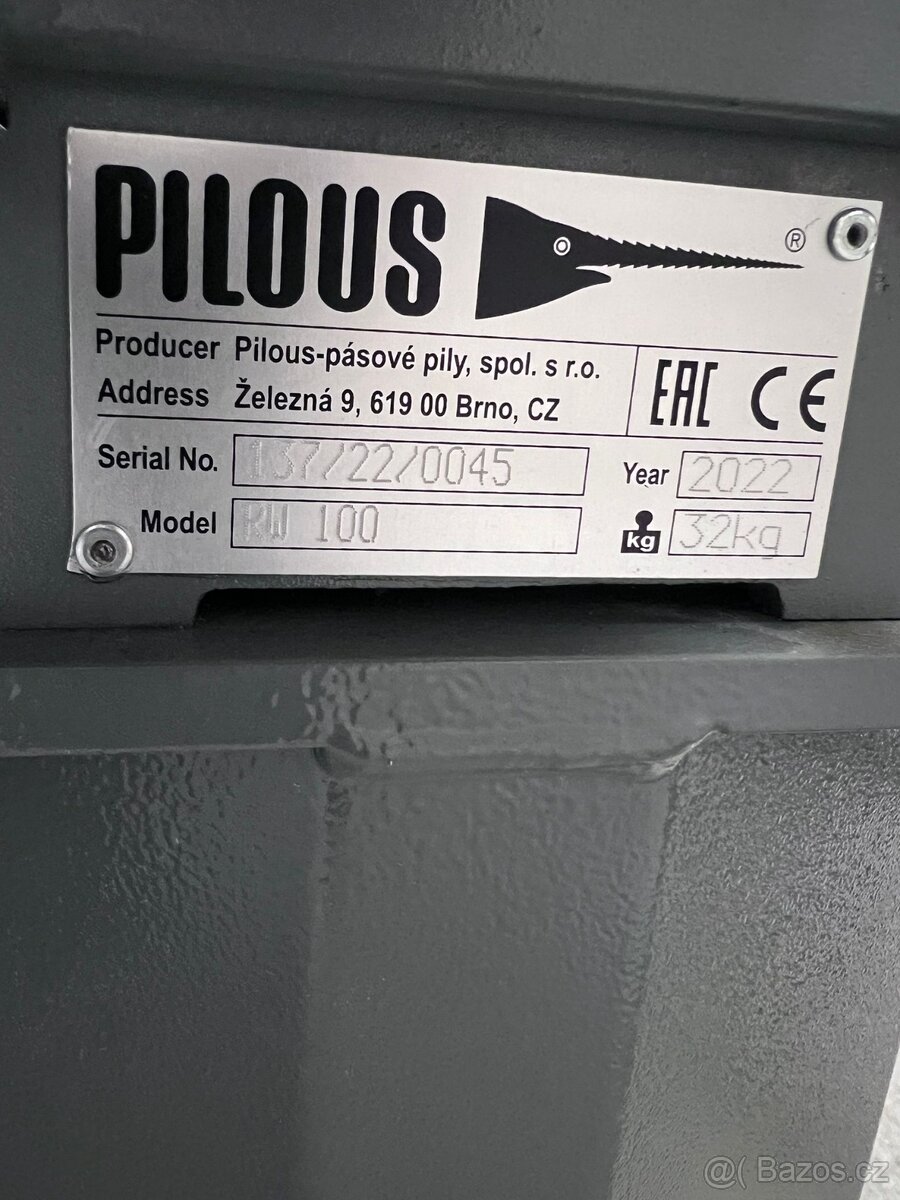 PILOUS ®
Producer Pilous-pásové pily, spol. s r.o.
Address Železná 9, 619 00 Brno, CZ
EAC CE
Serial No. 137/22/0045 Year 2022
Model RW 100 kg 32kg
@( Bazos.cz